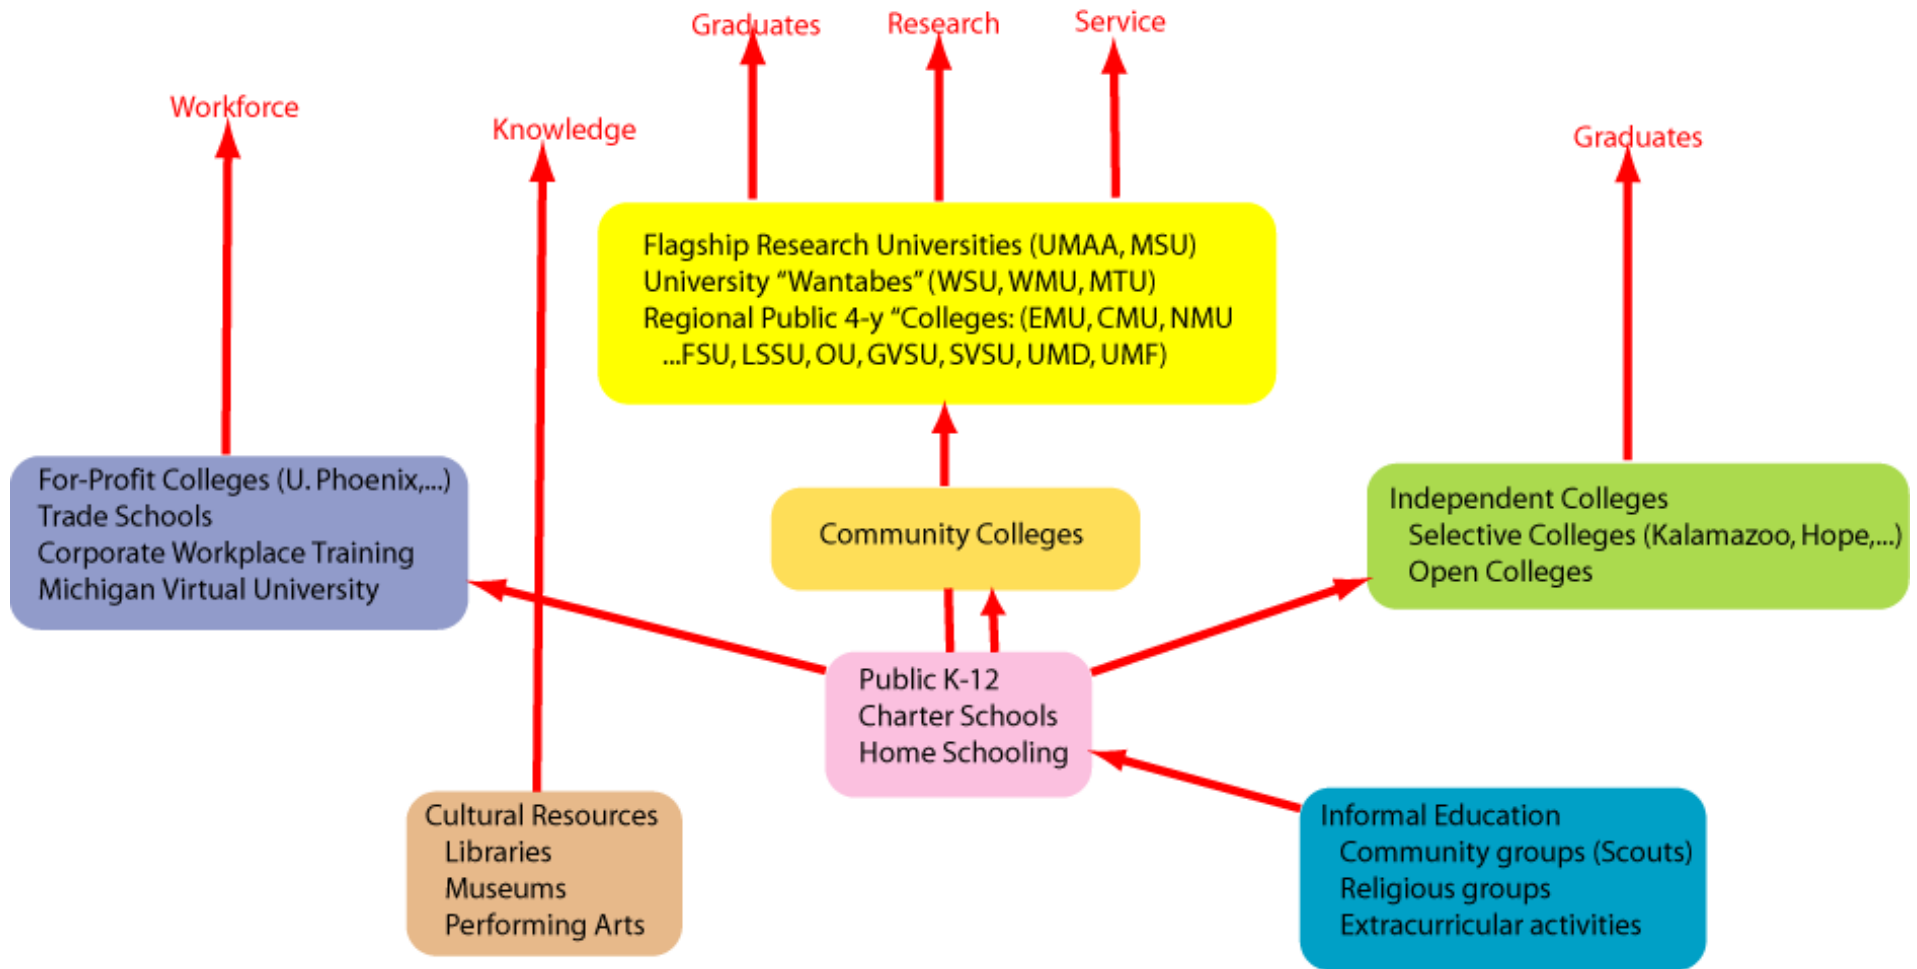 Graduates
Research
Service
Workforce
Knowledge
Graduates
Flagship Research Universities (UMAA, MSU)
University “Wantabes” (WSU, WMU, MTU)
Regional Public 4-y “Colleges: (EMU, CMU, NMU
...FSU, LSSU, OU, GVSU, SVSU, UMD, UMF)
For-Profit Colleges (U. Phoenix,...)
Trade Schools
Corporate Workplace Training
Michigan Virtual University
Community Colleges
Independent Colleges
Selective Colleges (Kalamazoo, Hope,...)
Open Colleges
Public K-12
Charter Schools
Home Schooling
Cultural Resources
Libraries
Museums
Performing Arts
Informal Education
Community groups (Scouts)
Religious groups
Extracurricular activities